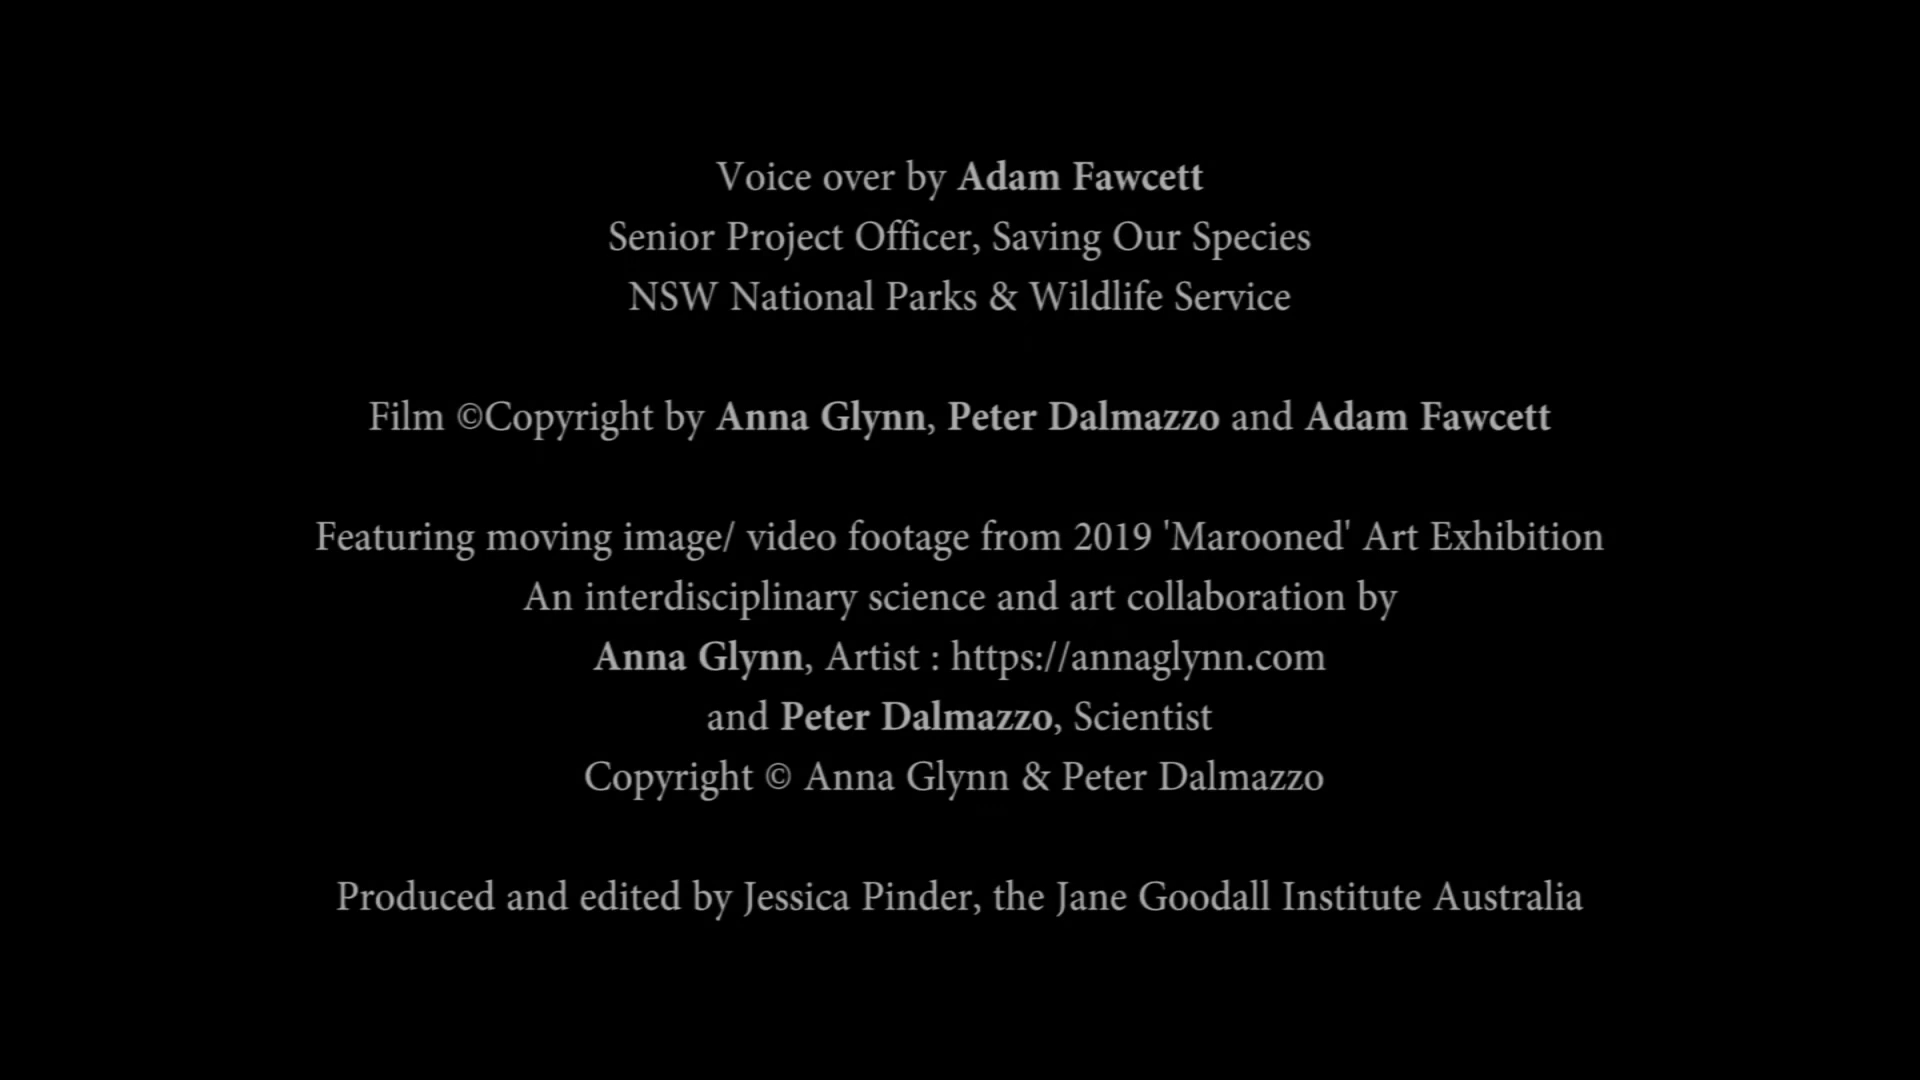 Voice over by Adam Fawcett
Senior Project Officer, Saving Our Species
NSW National Parks & Wildlife Service
Film ©Copyright by Anna Glynn, Peter Dalmazzo and Adam Fawcett
Featuring moving image/ video footage from 2019 'Marooned' Art Exhibition
An interdisciplinary science and art collaboration by
Anna Glynn, Artist : https://annaglynn.com
and Peter Dalmazzo, Scientist
Copyright © Anna Glynn & Peter Dalmazzo
Produced and edited by Jessica Pinder, the Jane Goodall Institute Australia